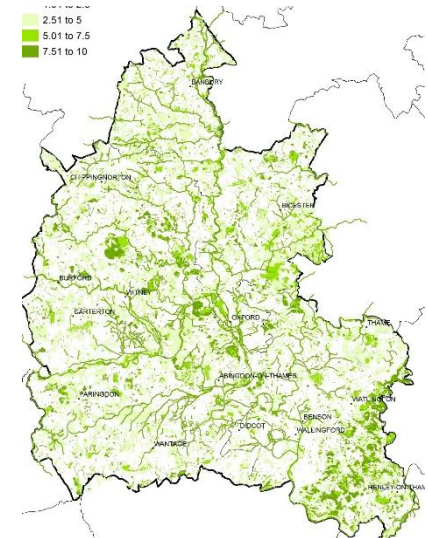 2.51 to 5
5.01 to 7.5
7.51 to 10
BANBURY
CHIPPING NORTON
BICESTER
BURFORD
WITNEY
CARTERTON
OXFORD
THAME
ABINGDON-ON-THAMES
FARINGDON
WATLINGTON
BENSON
DIDCOT
WALLINGFORD
WANTAGE
HENLEY-ON-THAM